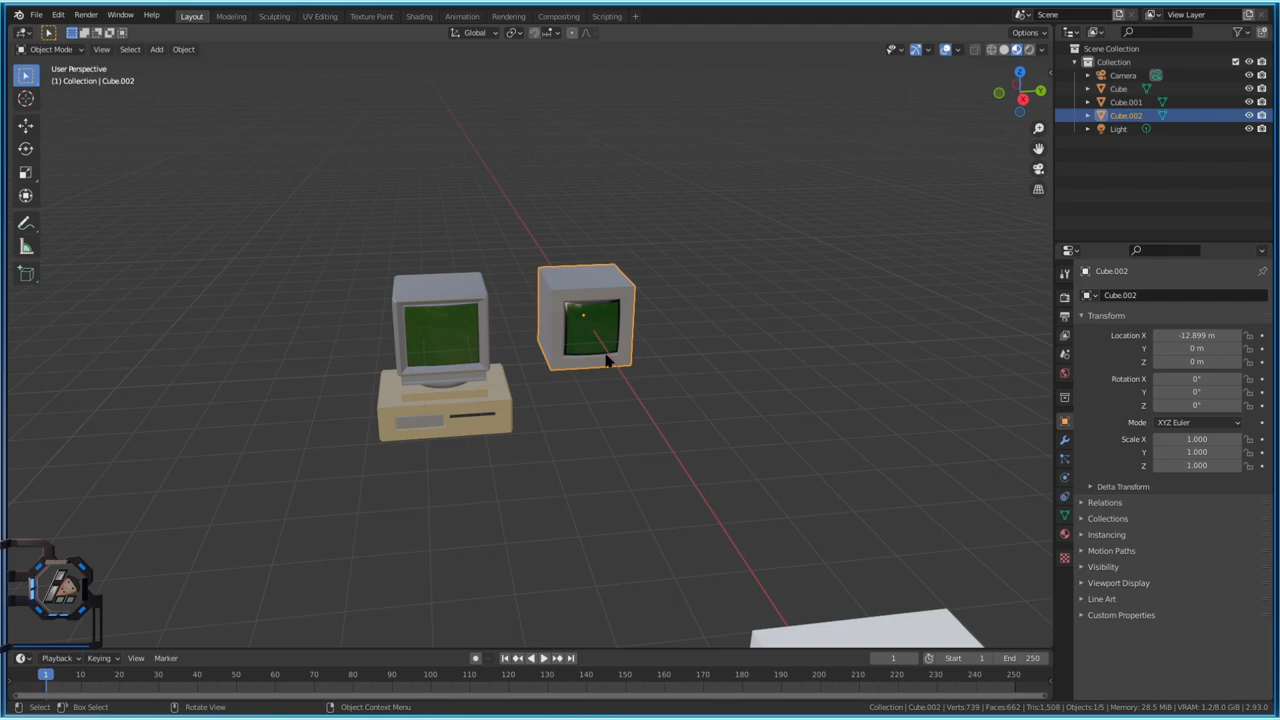 File Edit Render Window Help Layout Modeling Sculpting UV Editing Texture Paint Shading Animation Rendering Compositing Scripting + Scene View Layer
Global Options
Object Mode View Select Add Object
User Perspective
(1) Collection | Cube.002
Z
Y
X
Scene Collection
Collection
Camera
Cube
Cube.001
Cube.002
Light
Cube.002
Cube.002
Transform
Location X -12.899 m
Y 0 m
Z 0 m
Rotation X 0°
Y 0°
Z 0°
Mode XYZ Euler
Scale X 1.000
Y 1.000
Z 1.000
Delta Transform
Relations
Collections
Instancing
Motion Paths
Visibility
Viewport Display
Line Art
Custom Properties
Playback Keying View Marker 1 Start 1 End 250
1 10 20 30 40 50 60 70 80 90 100 110 120 130 140 150 160 170 180 190 200 210 220 230 240 250
Select Box Select Rotate View Object Context Menu Collection | Cube.002 | Verts:739 | Faces:662 | Tris:1,508 | Objects:1/5 | Memory: 28.5 MiB | VRAM: 1.2/8.0 GiB | 2.93.0